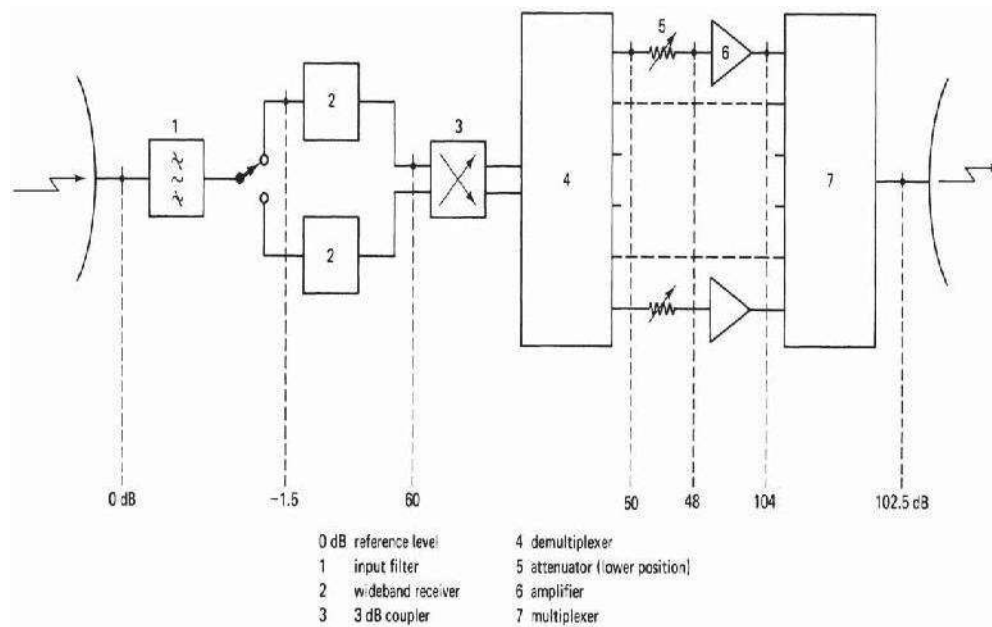 5
6
2
1
3
4
7
2
0 dB
-1.5
60
50
48
104
102.5 dB
0 dB reference level
1 input filter
2 wideband receiver
3 3 dB coupler
4 demultiplexer
5 attenuator (lower position)
6 amplifier
7 multiplexer